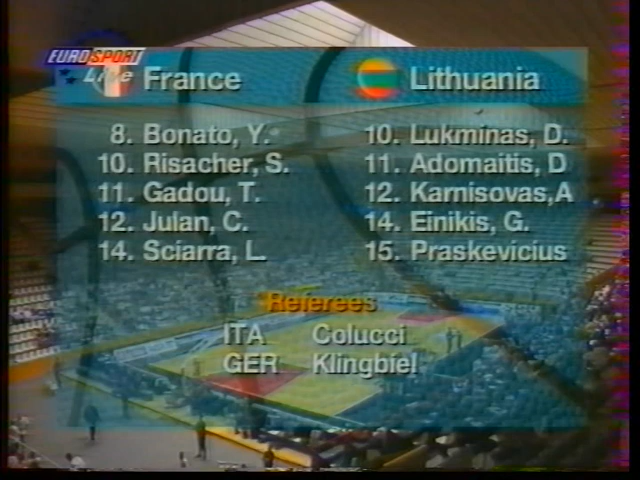 EUROSPORT
Live
France
8. Bonato, Y.
10. Risacher, S.
11. Gadou, T.
12. Julan, C.
14. Sciarra, L.
Lithuania
10. Lukminas, D.
11. Adomaitis, D
12. Karnisovas,A
14. Einikis, G.
15. Praskevicius
Referees
ITA Colucci
GER Klingbiel